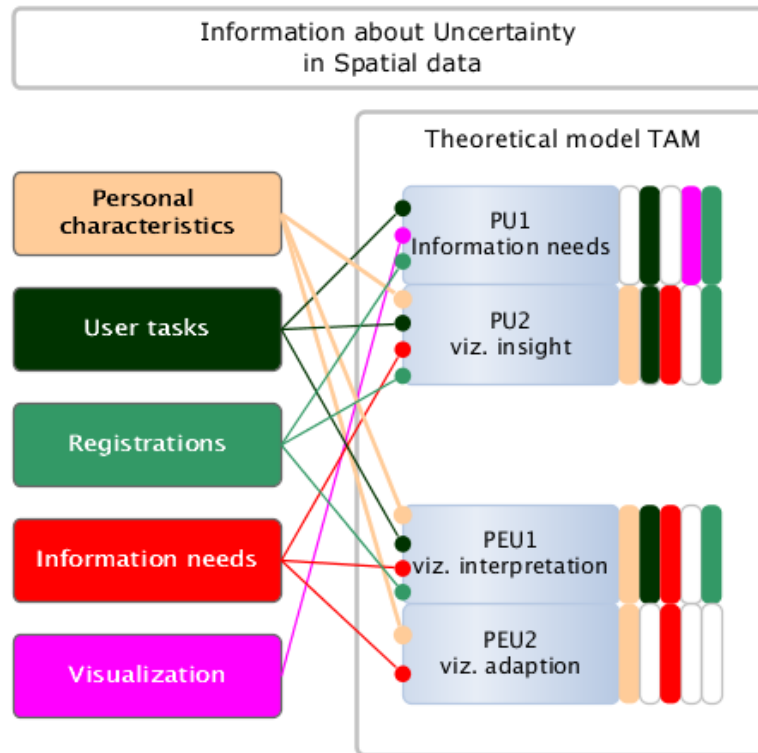 Information about Uncertainty
in Spatial data
Theoretical model TAM
Personal
characteristics
User tasks
Registrations
Information needs
Visualization
PU1
Information needs
PU2
viz. insight
PEU1
viz. interpretation
PEU2
viz. adaption